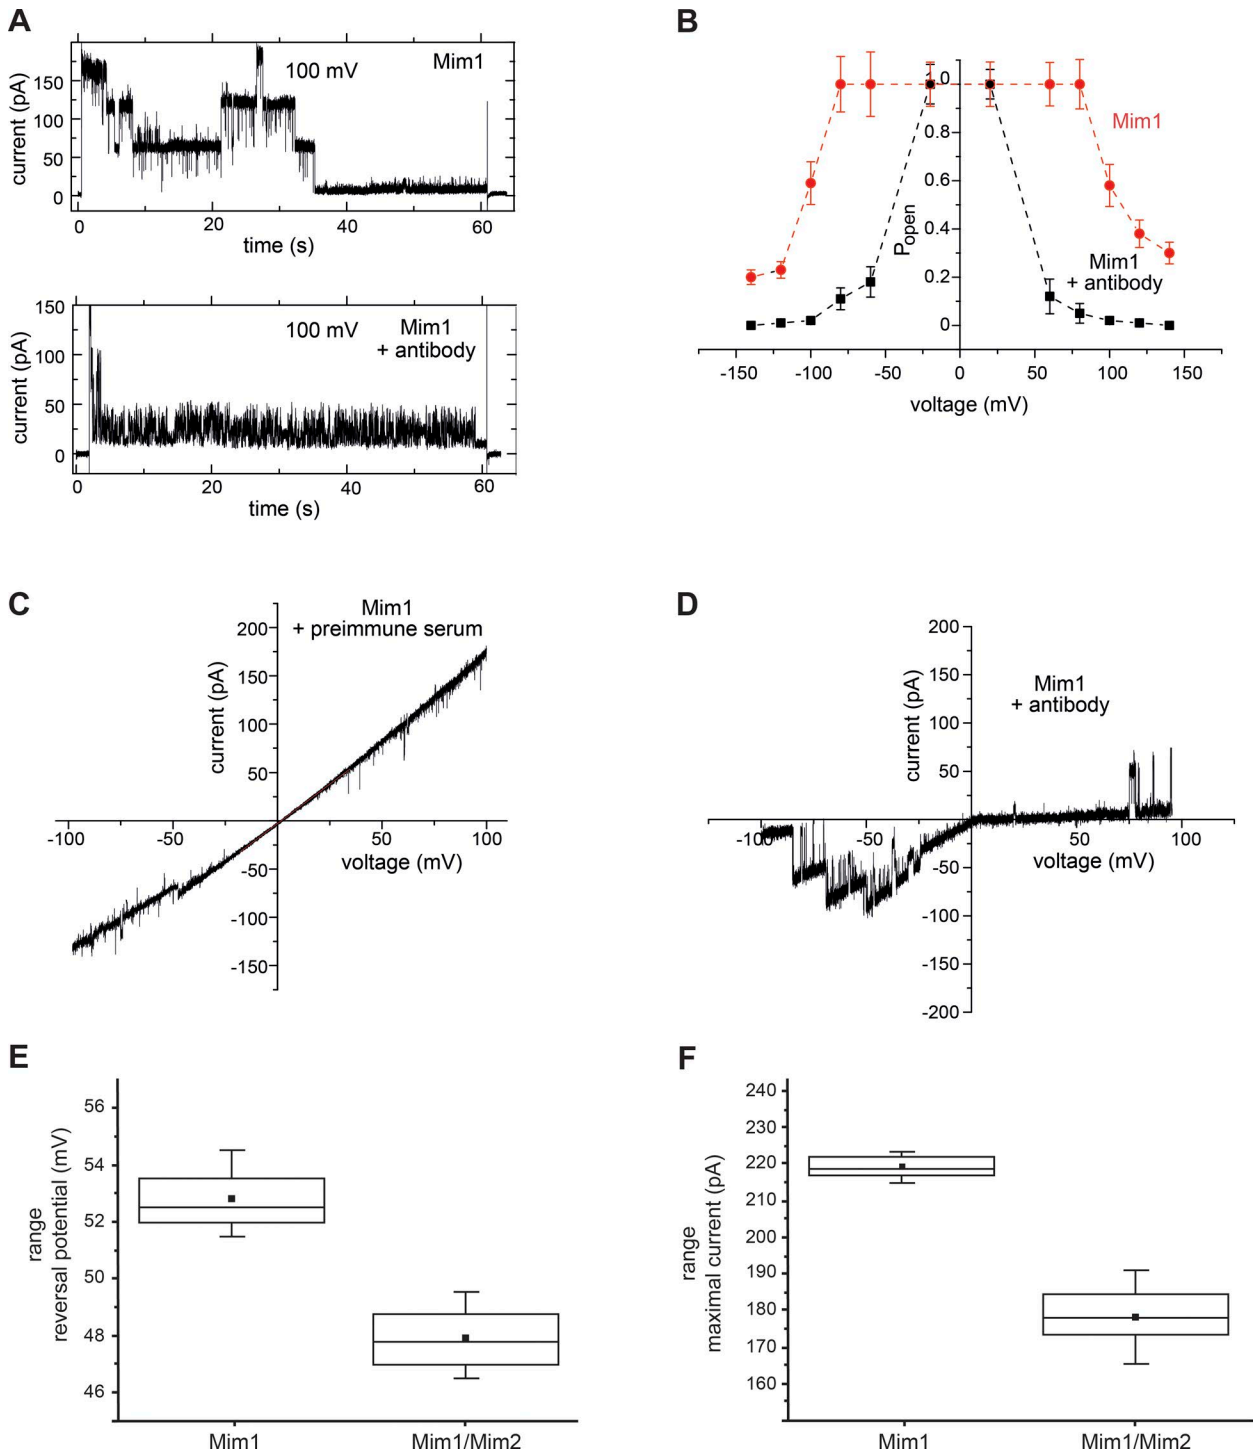 A
100 mV
Mim1
current (pA)
150
100
50
0
0
20
40
60
time (s)
100 mV
Mim1
+ antibody
current (pA)
150
100
50
0
0
20
40
60
time (s)
B
Mim1
Mim1
+ antibody
Popen
.0
0.8
0.6
0.4
0.2
0
-150
-100
-50
0
50
100
150
voltage (mV)
C
Mim1
+ preimmune serum
current (pA)
200
150
100
50
-50
-100
-150
-100
-50
50
100
voltage (mV)
D
Mim1
+ antibody
current (pA)
200
150
100
50
-50
-100
-150
-200
-100
-50
50
100
voltage (mV)
E
range
reversal potential (mV)
56
54
52
50
48
46
Mim1
Mim1/Mim2
F
range
maximal current (pA)
240
230
220
210
200
190
180
170
160
Mim1
Mim1/Mim2